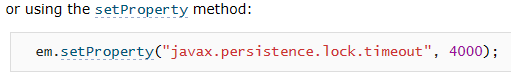 or using the setProperty method:
em.setProperty("javax.persistence.lock.timeout", 4000);